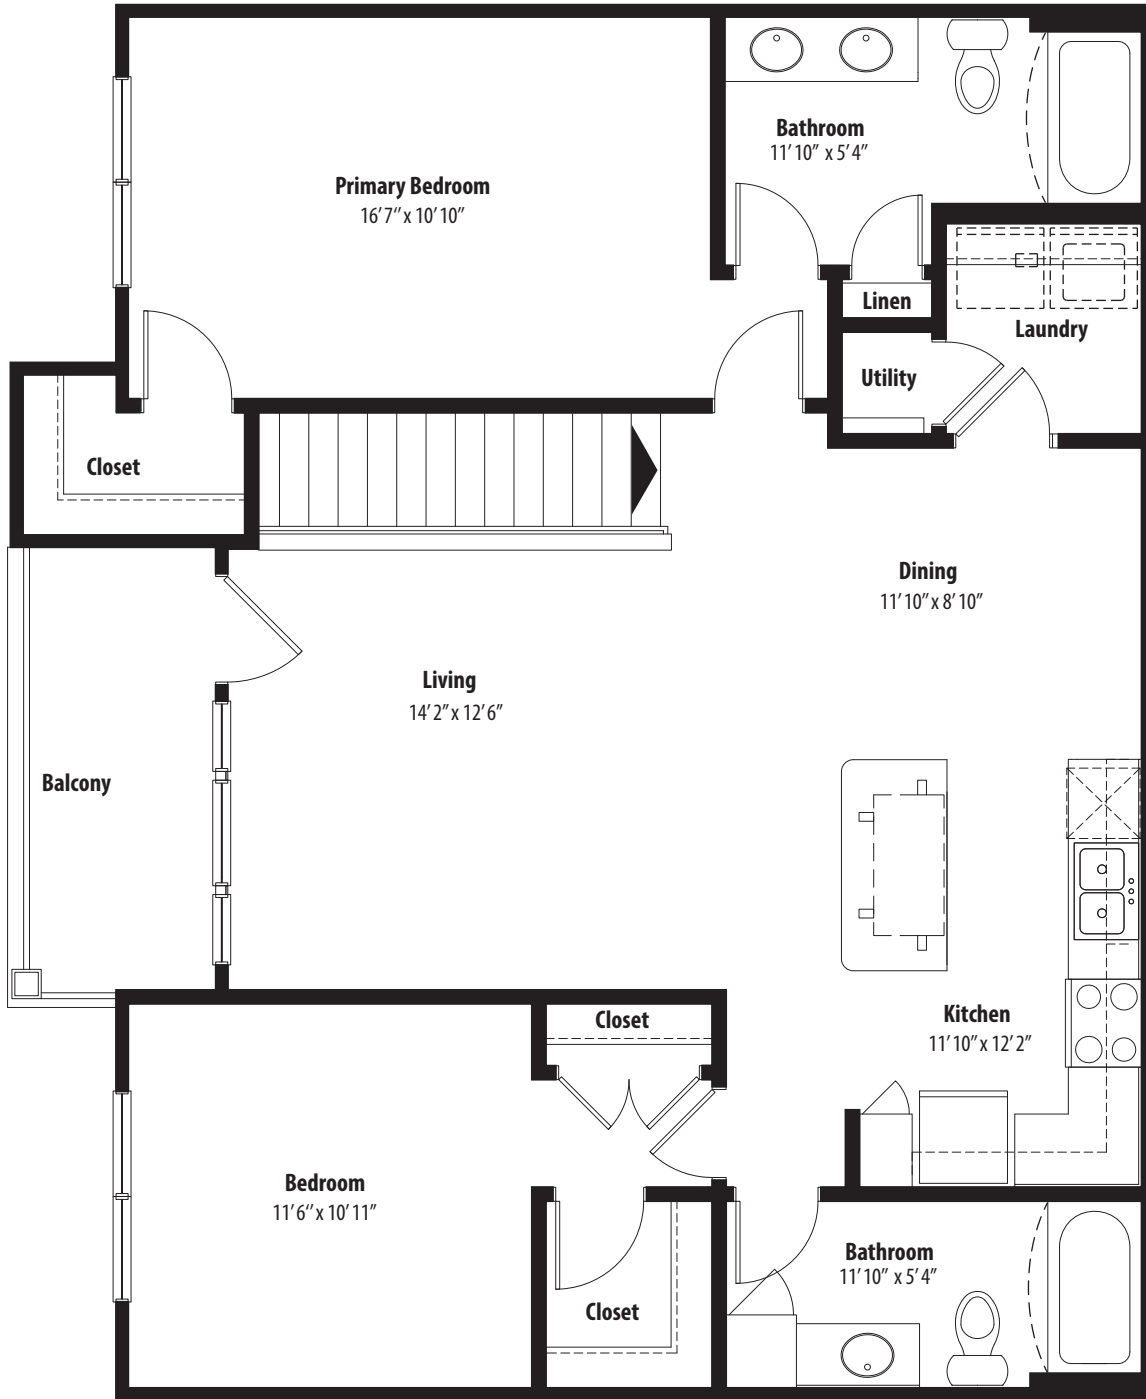 Bathroom
11’10” x 5’4”
Primary Bedroom
16’7” x 10’10”
Linen
Laundry
Utility
Closet
Dining
11’10” x 8’10”
Living
14’2” x 12’6”
Balcony
Kitchen
11’10” x 12’2”
Closet
Bedroom
11’6” x 10’11”
Bathroom
11’10” x 5’4”
Closet